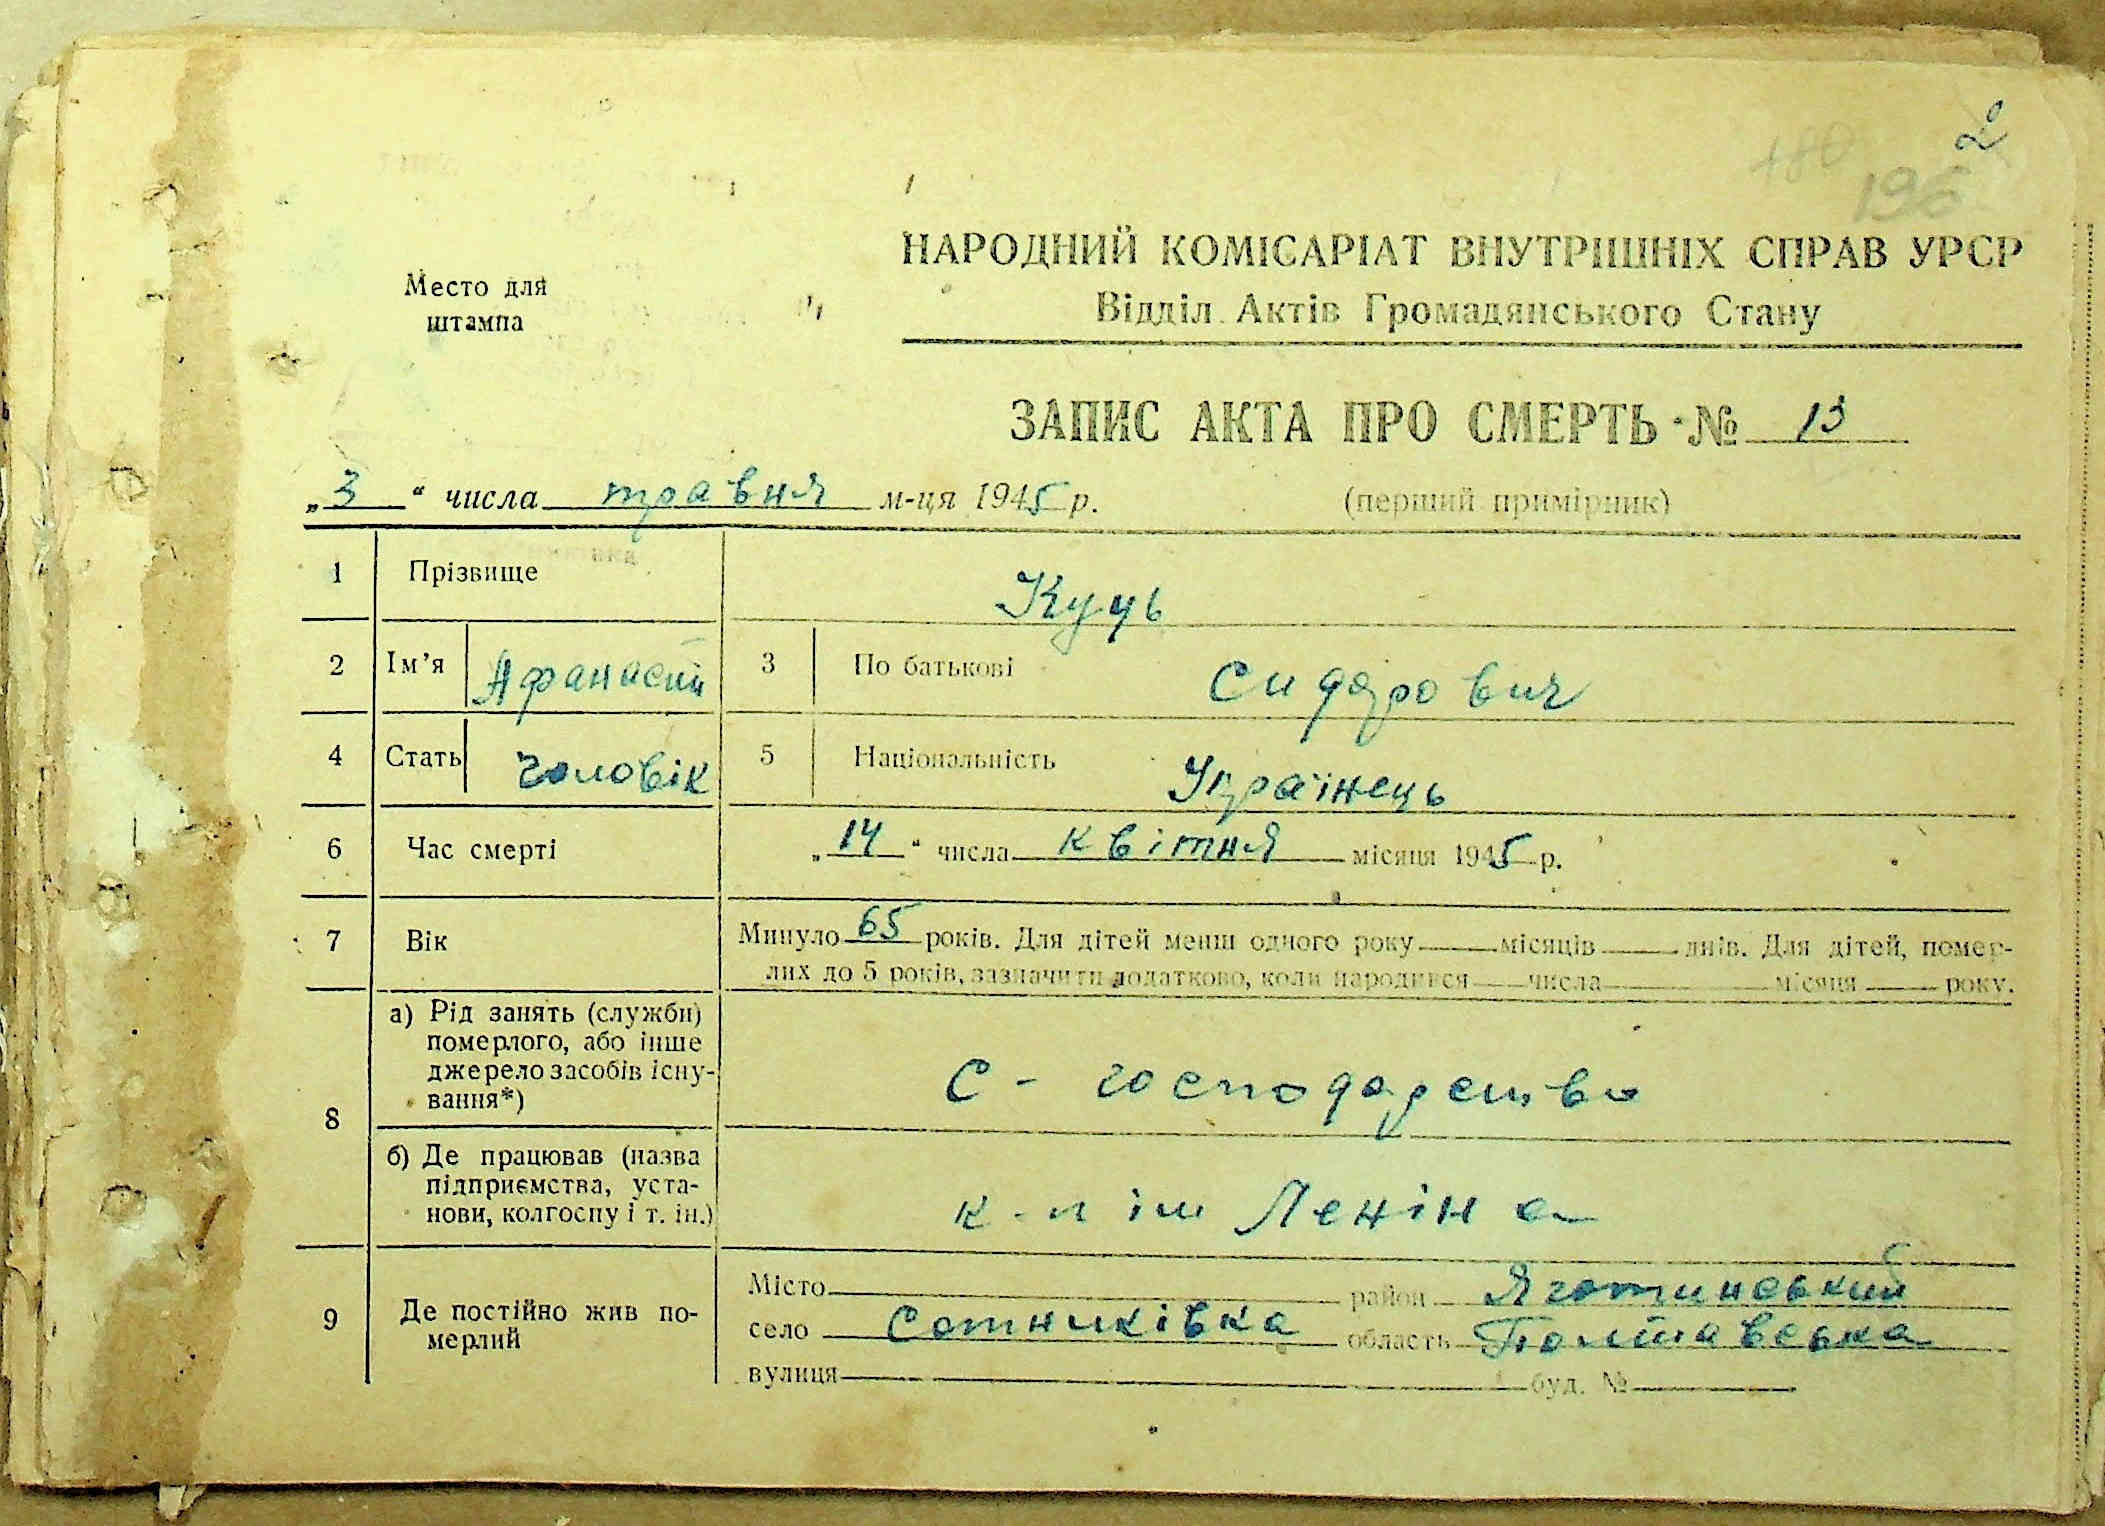 2
180
196
Место для
штампа
НАРОДНИЙ КОМІСАРІАТ ВНУТРІШНІХ СПРАВ УРСР
Відділ Актів Громадянського Стану
ЗАПИС АКТА ПРО СМЕРТЬ № 13
„3“ числа травня м-ця 1945 р. (перший примірник)
1 Прізвище Куць
2 Ім’я Афанасій 3 По батькові Сидорович
4 Стать чоловік 5 Національність Українець
6 Час смерті „14“ числа квітня місяця 1945 р.
7 Вік Минуло 65 років. Для дітей менш одного року місяців днів. Для дітей, помер-
лих до 5 років, зазначити додатково, коли народився числа місяця року.
8 а) Рід занять (служби)
померлого, або інше
джерело засобів існу-
вання*)
С - господарство
б) Де працював (назва
підприємства, уста-
нови, колгоспу і т. ін.)
к-п ім Леніна
9 Де постійно жив по-
мерлий
Місто район Яготинський
село Сотниківка область Полтавська
вулиця буд. №